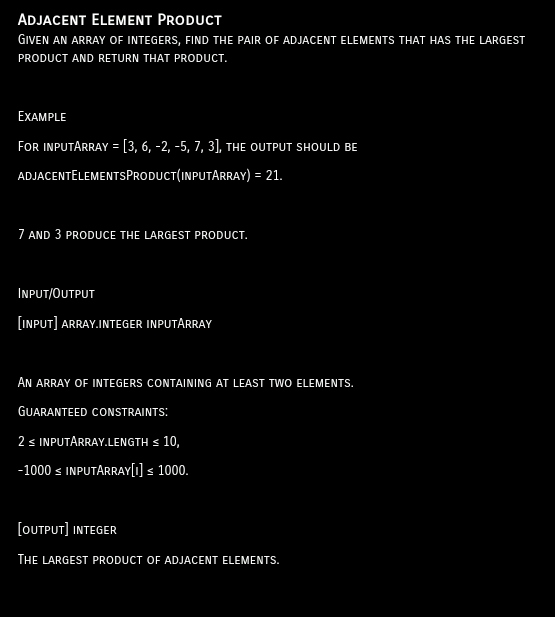 Adjacent Element Product
Given an array of integers, find the pair of adjacent elements that has the largest
product and return that product.
Example
For inputArray = [3, 6, -2, -5, 7, 3], the output should be
adjacentElementsProduct(inputArray) = 21.
7 and 3 produce the largest product.
Input/Output
[input] array.integer inputArray
An array of integers containing at least two elements.
Guaranteed constraints:
2 ≤ inputArray.length ≤ 10,
-1000 ≤ inputArray[i] ≤ 1000.
[output] integer
The largest product of adjacent elements.